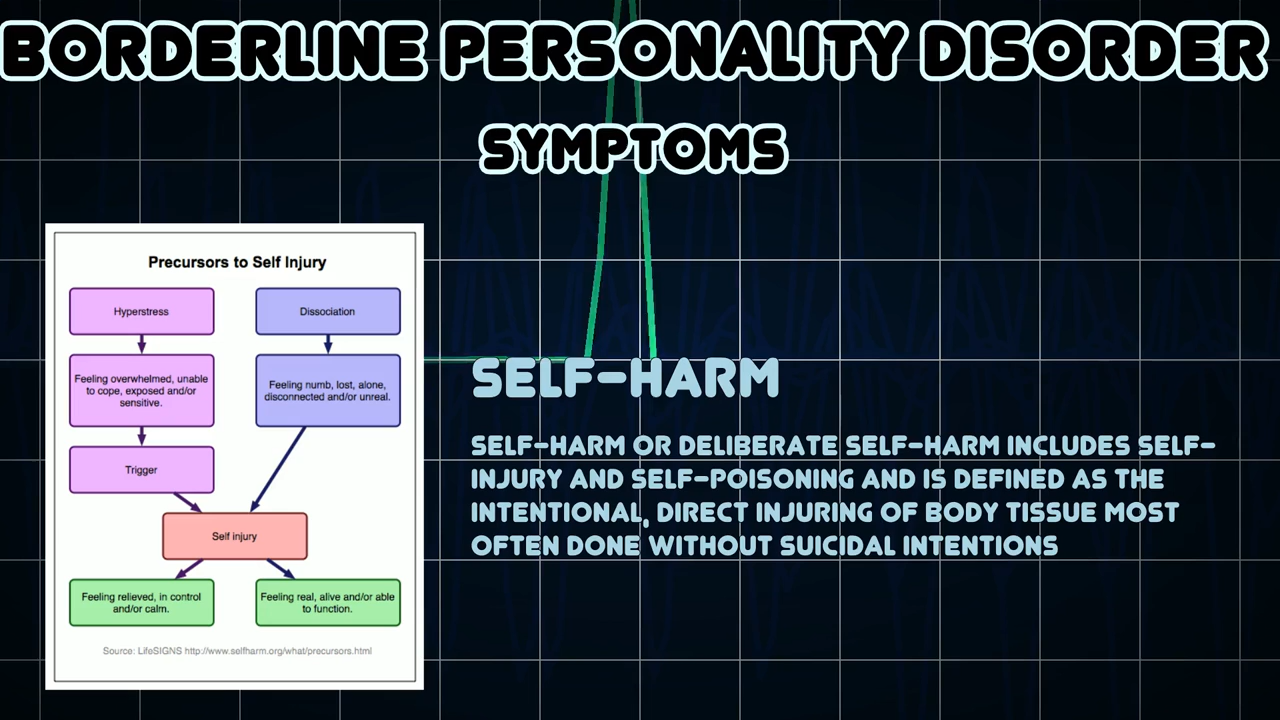 BORDERLINE PERSONALITY DISORDER
SYMPTOMS
Precursors to Self Injury
Hyperstress
Dissociation
Feeling overwhelmed, unable
to cope, exposed and/or
sensitive.
Feeling numb, lost, alone,
disconnected and/or unreal.
Trigger
Self injury
Feeling relieved, in control
and/or calm.
Feeling real, alive and/or able
to function.
Source: LifeSIGNS http://www.selfharm.org/what/precursors.html
SELF-HARM
SELF-HARM OR DELIBERATE SELF-HARM INCLUDES SELF-
INJURY AND SELF-POISONING AND IS DEFINED AS THE
INTENTIONAL, DIRECT INJURING OF BODY TISSUE MOST
OFTEN DONE WITHOUT SUICIDAL INTENTIONS